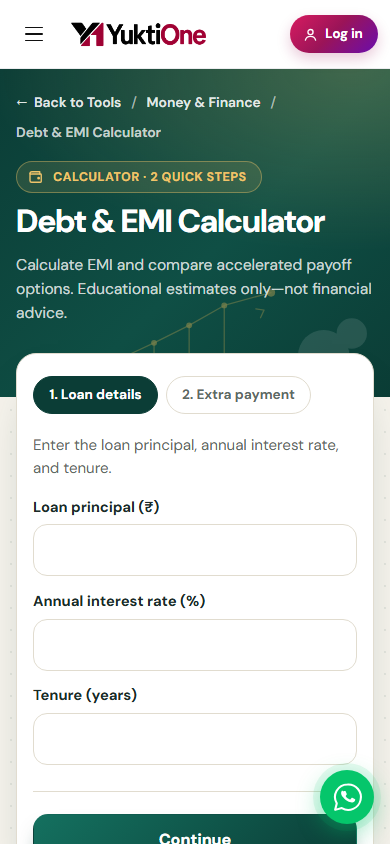 YuktiOne
Log in
← Back to Tools / Money & Finance /
Debt & EMI Calculator
CALCULATOR · 2 QUICK STEPS
Debt & EMI Calculator
Calculate EMI and compare accelerated payoff
options. Educational estimates only—not financial
advice.
1. Loan details
2. Extra payment
Enter the loan principal, annual interest rate,
and tenure.
Loan principal (₹)
Annual interest rate (%)
Tenure (years)
Continue